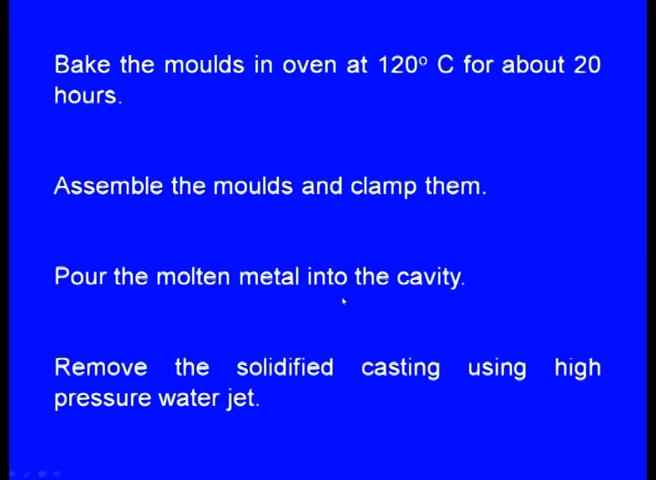 Bake the moulds in oven at 120º C for about 20
hours.
Assemble the moulds and clamp them.
Pour the molten metal into the cavity.
Remove the solidified casting using high
pressure water jet.